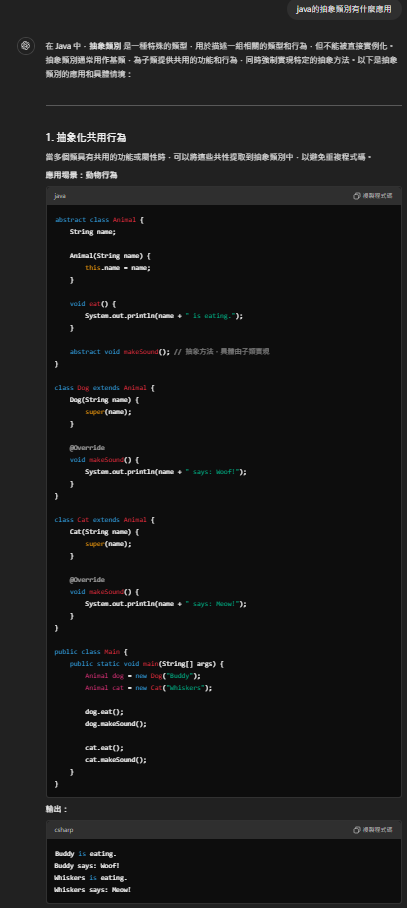 java的抽象類別有什麼應用
在 Java 中，抽象類別 是一種特殊的類型，用於描述一組相關的類型和行為，但不能被直接實例化。
抽象類別通常用作基類，為子類提供共用的功能和行為，同時強制實現特定的抽象方法。以下是抽象
類別的應用和具體情境：
1. 抽象化共用行為
當多個類具有共用的功能或屬性時，可以將這些共性提取到抽象類別中，以避免重複程式碼。
應用場景：動物行為
java 複製程式碼
abstract class Animal {
String name;
Animal(String name) {
this.name = name;
}
void eat() {
System.out.println(name + " is eating.");
}
abstract void makeSound(); // 抽象方法，具體由子類實現
}
class Dog extends Animal {
Dog(String name) {
super(name);
}
@Override
void makeSound() {
System.out.println(name + " says: Woof!");
}
}
class Cat extends Animal {
Cat(String name) {
super(name);
}
@Override
void makeSound() {
System.out.println(name + " says: Meow!");
}
}
public class Main {
public static void main(String[] args) {
Animal dog = new Dog("Buddy");
Animal cat = new Cat("Whiskers");
dog.eat();
dog.makeSound();
cat.eat();
cat.makeSound();
}
}
輸出：
csharp 複製程式碼
Buddy is eating.
Buddy says: Woof!
Whiskers is eating.
Whiskers says: Meow!